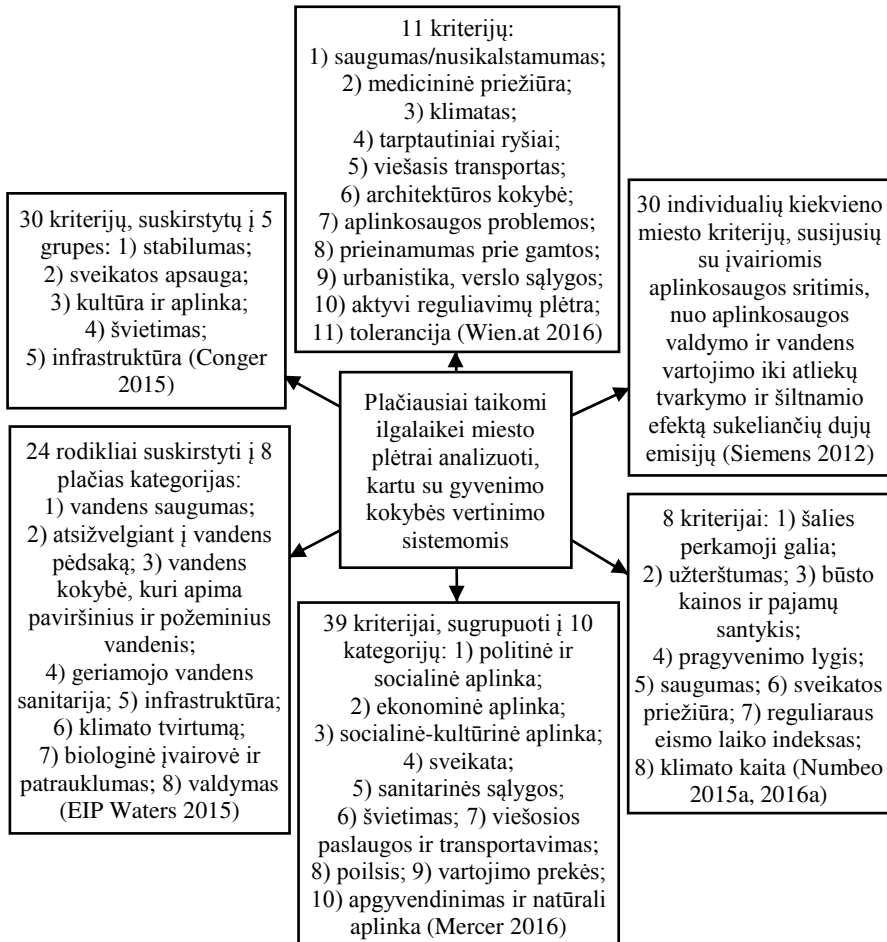 11 kriterijų:
1) saugumas/nusikalstamumas;
2) medicininė priežiūra;
3) klimatas;
4) tarptautiniai ryšiai;
5) viešasis transportas;
6) architektūros kokybė;
7) aplinkosaugos problemos;
8) prieinamumas prie gamtos;
9) urbanistika, verslo sąlygos;
10) aktyvi reguliavimų plėtra;
11) tolerancija (Wien.at 2016)
30 kriterijų, suskirstytų į 5
grupes: 1) stabilumas;
2) sveikatos apsauga;
3) kultūra ir aplinka;
4) švietimas;
5) infrastruktūra (Conger
2015)
30 individualių kiekvieno
miesto kriterijų, susijusių
su įvairiomis
aplinkosaugos sritimis,
nuo aplinkosaugos
valdymo ir vandens
vartojimo iki atliekų
tvarkymo ir šiltnamio
efektą sukeliančių dujų
emisijų (Siemens 2012)
Plačiausiai taikomi
ilgalaikei miesto
plėtrai analizuoti,
kartu su gyvenimo
kokybės vertinimo
sistemomis
24 rodikliai suskirstyti į 8
plačias kategorijas:
1) vandens saugumas;
2) atsižvelgiant į vandens
pėdsaką; 3) vandens
kokybė, kuri apima
paviršinius ir požeminius
vandenis;
4) geriamojo vandens
sanitarija; 5) infrastruktūra;
6) klimato tvirtumą;
7) biologinė įvairovė ir
patrauklumas; 8) valdymas
(EIP Waters 2015)
8 kriterijai: 1) šalies
perkamoji galia;
2) užterštumas; 3) būsto
kainos ir pajamų
santykis;
4) pragyvenimo lygis;
5) saugumas; 6) sveikatos
priežiūra; 7) reguliaraus
eismo laiko indeksas;
8) klimato kaita (Numbeo
2015a, 2016a)
39 kriterijai, sugrupuoti į 10
kategorijų: 1) politinė ir
socialinė aplinka;
2) ekonominė aplinka;
3) socialinė-kultūrinė aplinka;
4) sveikata;
5) sanitarinės sąlygos;
6) švietimas; 7) viešosios
paslaugos ir transportavimas;
8) poilsis; 9) vartojimo prekės;
10) apgyvendinimas ir natūrali
aplinka (Mercer 2016)